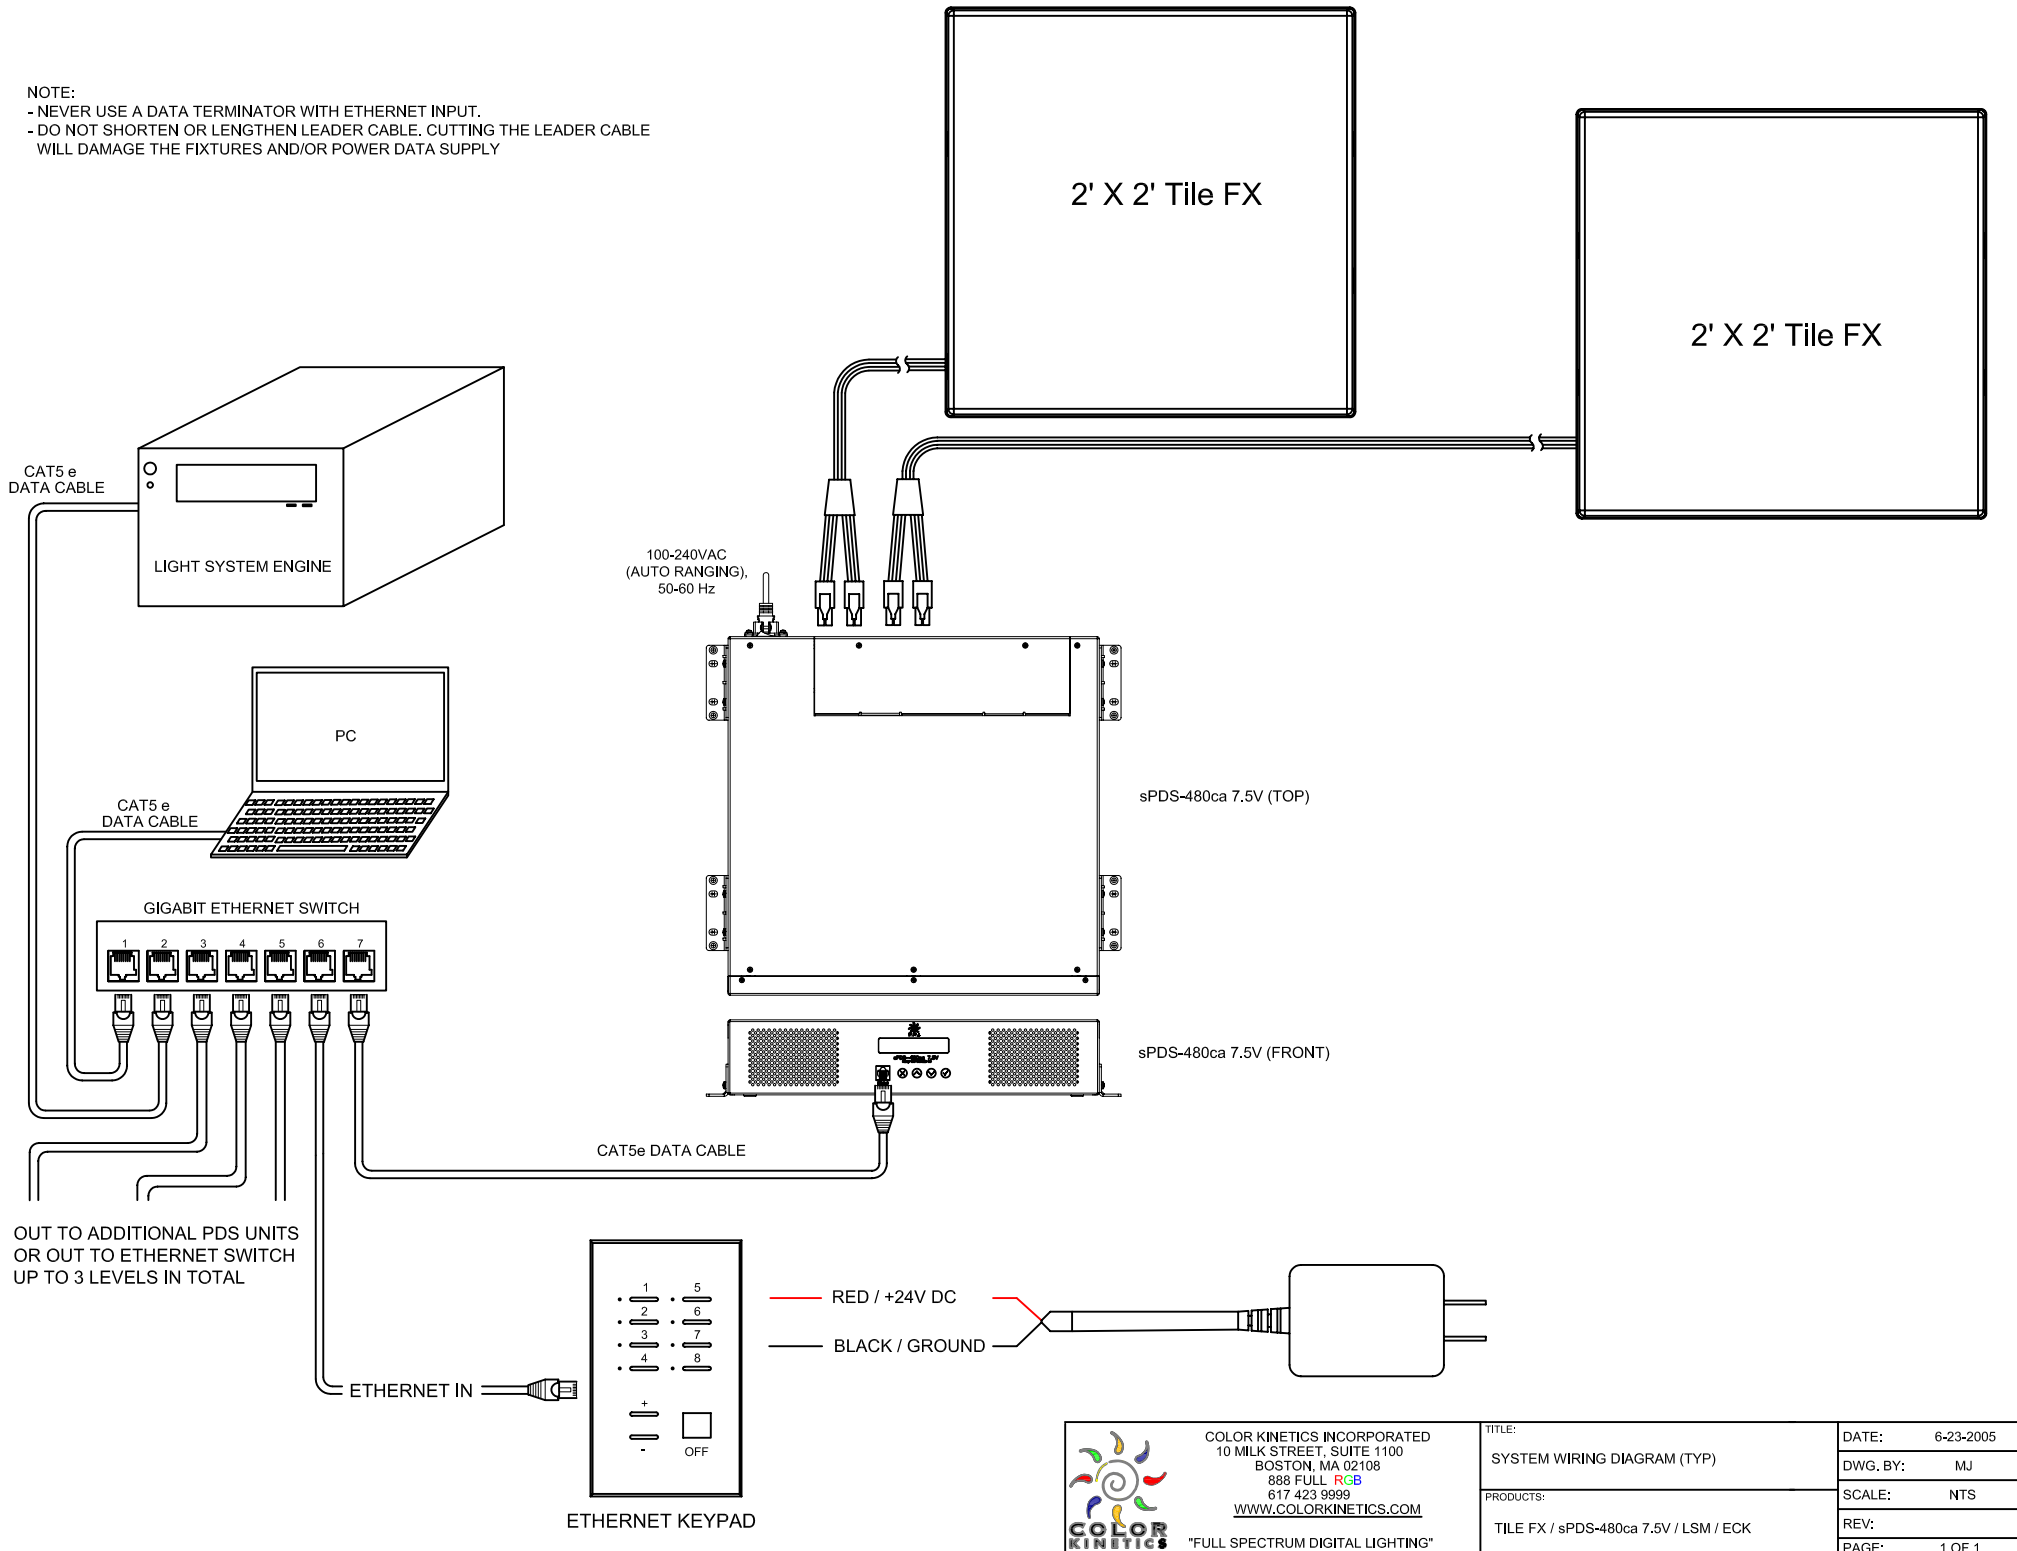 NOTE:
- NEVER USE A DATA TERMINATOR WITH ETHERNET INPUT.
- DO NOT SHORTEN OR LENGTHEN LEADER CABLE. CUTTING THE LEADER CABLE
WILL DAMAGE THE FIXTURES AND/OR POWER DATA SUPPLY
2' X 2' Tile FX
2' X 2' Tile FX
CAT5 e
DATA CABLE
LIGHT SYSTEM ENGINE
100-240VAC
(AUTO RANGING),
50-60 Hz
PC
CAT5 e
DATA CABLE
sPDS-480ca 7.5V (TOP)
GIGABIT ETHERNET SWITCH
1 2 3 4 5 6 7
sPDS-480ca 7.5V (FRONT)
sPDS-480ca 7.5V
CAT5e DATA CABLE
OUT TO ADDITIONAL PDS UNITS
OR OUT TO ETHERNET SWITCH
UP TO 3 LEVELS IN TOTAL
1 5
2 6
3 7
4 8
+
-
OFF
RED / +24V DC
BLACK / GROUND
ETHERNET IN
ETHERNET KEYPAD
COLOR
KINETICS
COLOR KINETICS INCORPORATED
10 MILK STREET, SUITE 1100
BOSTON, MA 02108
888 FULL RGB
617 423 9999
WWW.COLORKINETICS.COM
"FULL SPECTRUM DIGITAL LIGHTING"
TITLE:
SYSTEM WIRING DIAGRAM (TYP)
PRODUCTS:
TILE FX / sPDS-480ca 7.5V / LSM / ECK
DATE: 6-23-2005
DWG. BY: MJ
SCALE: NTS
REV:
PAGE: 1 OF 1